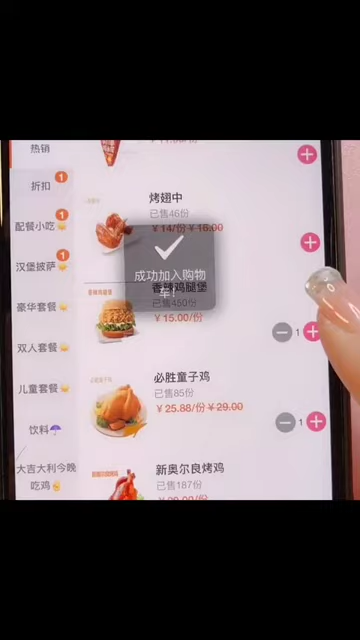 热销
折扣
1
配餐小吃
1
汉堡披萨
1
豪华套餐
双人套餐
儿童套餐
饮料
大吉大利今晚
吃鸡
烤翅中
已售46份
￥14/份 ￥16.00
成功加入购物
车！
香辣鸡腿堡
已售450份
￥15.00/份
1
必胜童子鸡
已售85份
￥25.88/份 ￥29.00
1
新奥尔良烤鸡
已售187份